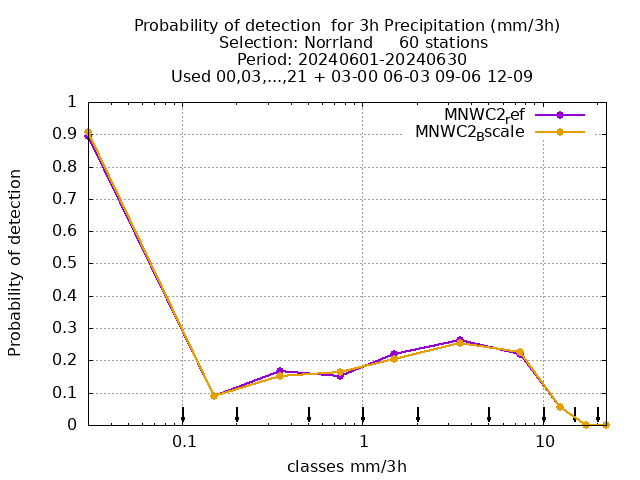 Probability of detection  for 3h Precipitation (mm/3h)
Selection: Norrland     60 stations
Period: 20240601-20240630
Used 00,03,...,21 + 03-00 06-03 09-06 12-09
MNWC2ref
MNWC2Bscale
1
0.9
0.8
0.7
0.6
0.5
0.4
0.3
0.2
0.1
0
Probability of detection
0.1
1
10
classes mm/3h